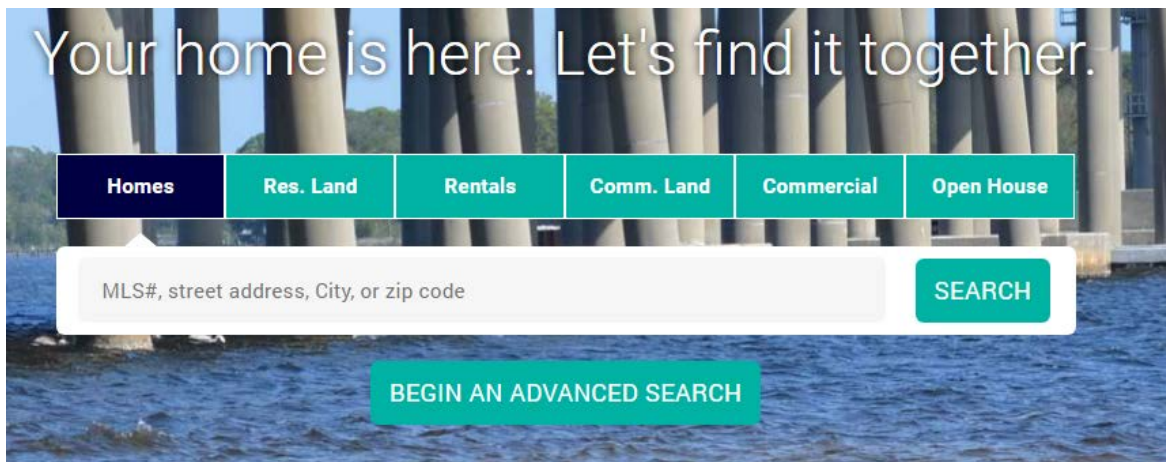 Your home is here. Let's find it together.
Homes Res. Land Rentals Comm. Land Commercial Open House
MLS#, street address, City, or zip code SEARCH
BEGIN AN ADVANCED SEARCH